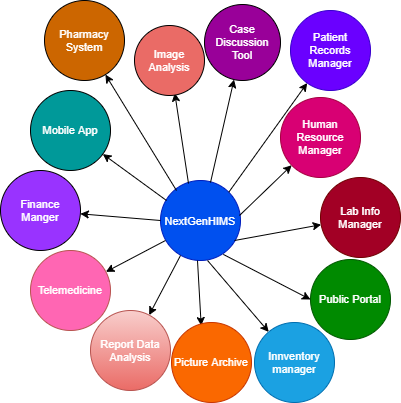 Pharmacy
System
Image
Analysis
Case
Discussion
Tool
Patient
Records
Manager
Mobile App
Human
Resource
Manager
Finance
Manger
NextGenHIMS
Lab Info
Manager
Telemedicine
Public Portal
Report Data
Analysis
Picture Archive
Innventory
manager